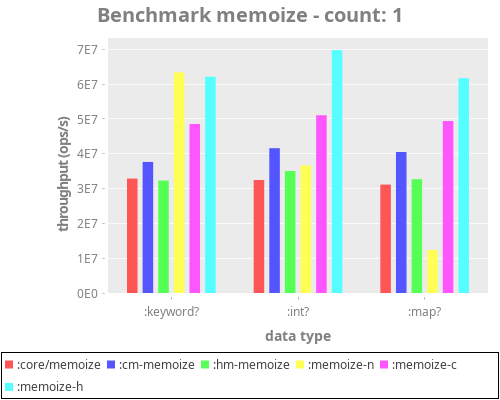 Benchmark memoize - count: 1
throughput (ops/s)
7E7
6E7
5E7
4E7
3E7
2E7
1E7
0E0
:keyword? :int? :map?
data type
:core/memoize :cm-memoize :hm-memoize :memoize-n :memoize-c
:memoize-h